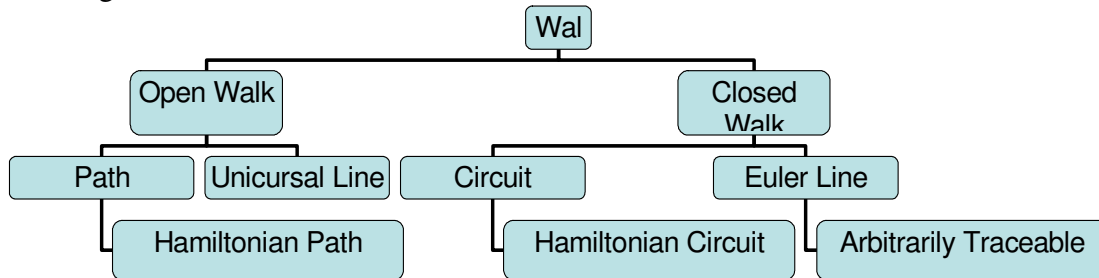 Wal
Open Walk
Closed
Walk
Path
Unicursal Line
Circuit
Euler Line
Hamiltonian Path
Hamiltonian Circuit
Arbitrarily Traceable